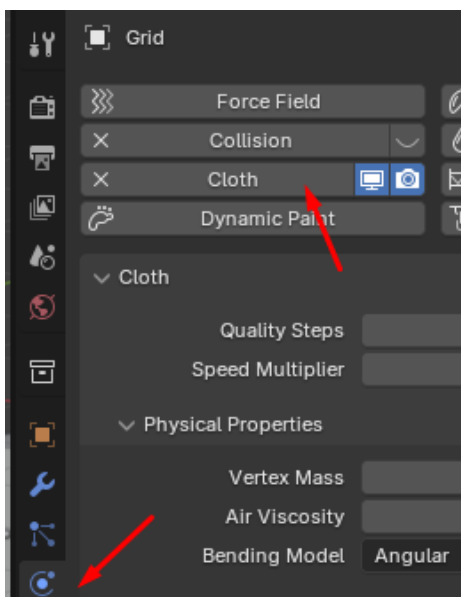 Grid
Force Field
Collision
Cloth
Dynamic Paint
Cloth
Quality Steps
Speed Multiplier
Physical Properties
Vertex Mass
Air Viscosity
Bending Model Angular